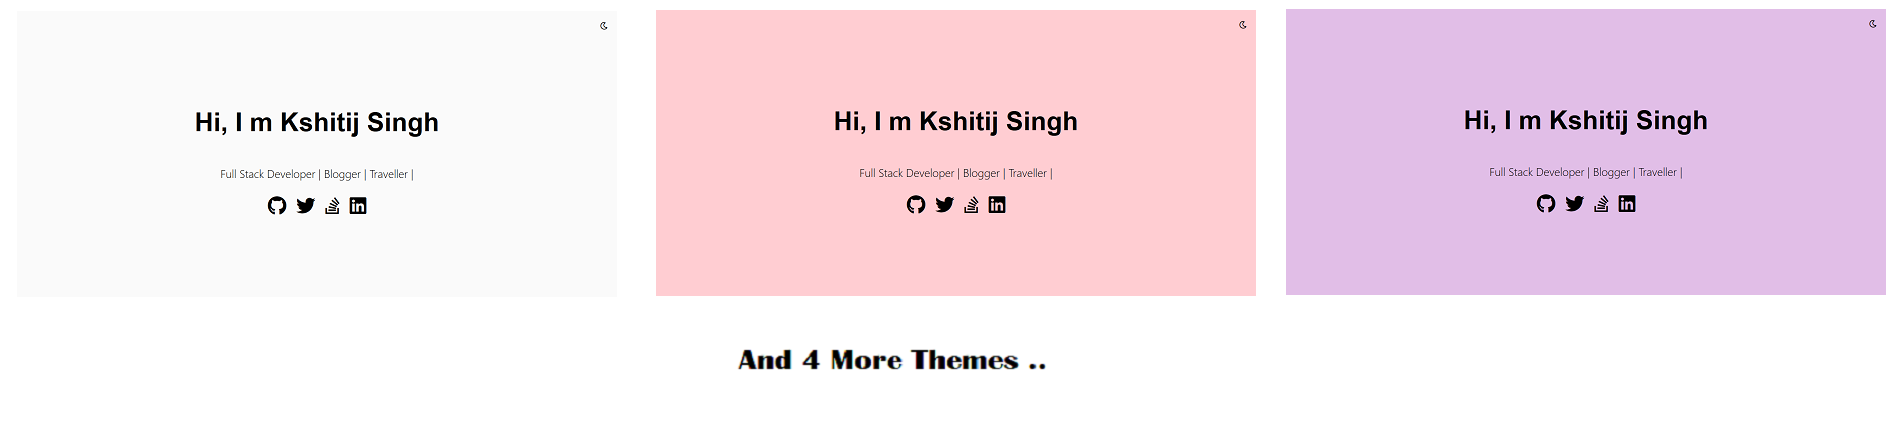 Hi, I m Kshitij Singh
Full Stack Developer | Blogger | Traveller |
Hi, I m Kshitij Singh
Full Stack Developer | Blogger | Traveller |
Hi, I m Kshitij Singh
Full Stack Developer | Blogger | Traveller |
And 4 More Themes ..